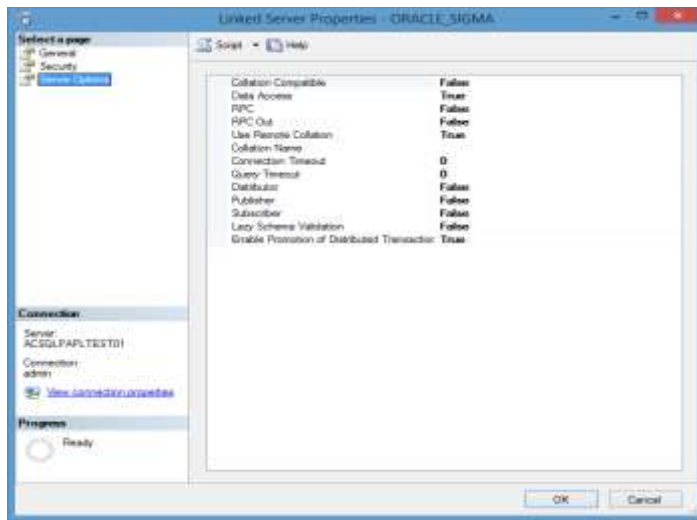 Linked Server Properties - ORACLE_SIGMA
Select a page
General
Security
Server Options
Script
Help
Collation Compatible False
Data Access True
RPC False
RPC Out False
Use Remote Collation True
Collation Name
Connection Timeout 0
Query Timeout 0
Distributor False
Publisher False
Subscriber False
Lazy Schema Validation False
Enable Promotion of Distributed Transaction True
Connection
Server:
ACSQLPAPLTEST01
Connection:
admin
View connection properties
Progress
Ready
OK
Cancel